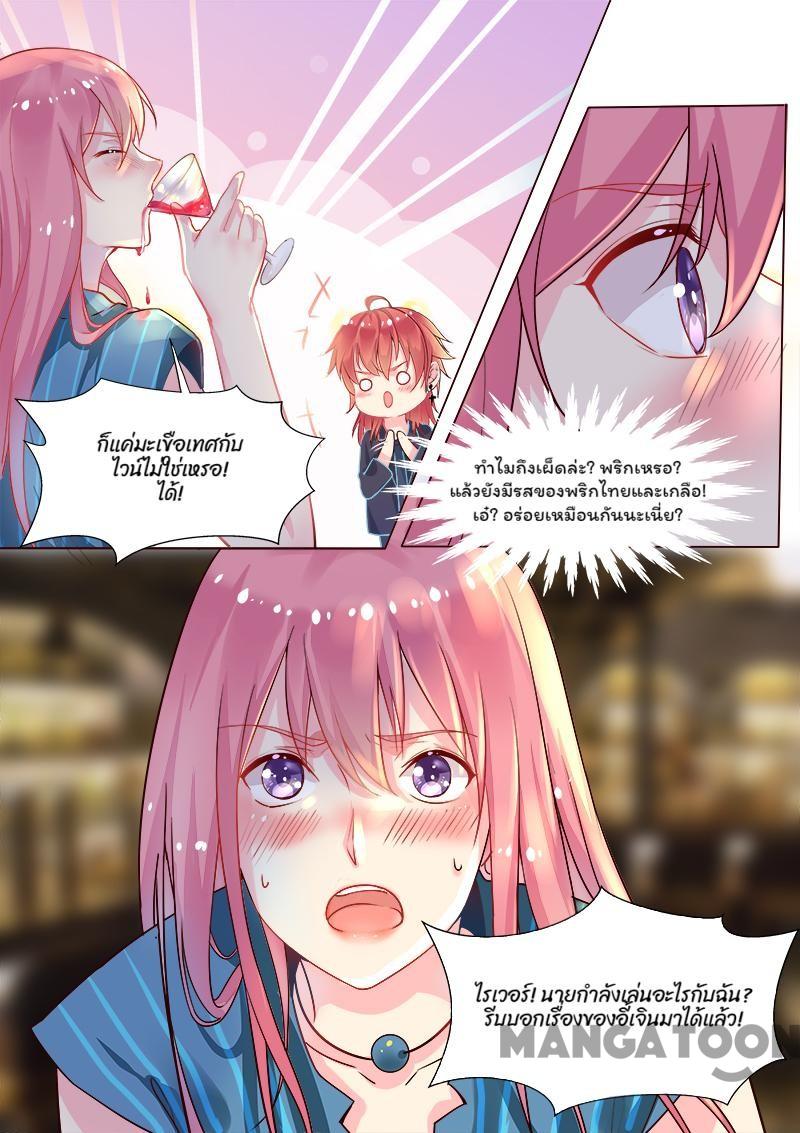 ก็แค่มะเขือเทศกับ
ไวน์ไม่ใช่เหรอ!
ได้!
ทำไมถึงเผ็ดล่ะ? พริกเหรอ?
แล้วยังมีรสของพริกไทยและเกลือ!
เอ๋? อร่อยเหมือนกันนะเนี่ย?
ไรเวอร์! นายกำลังเล่นอะไรกับฉัน?
รีบบอกเรื่องของอี้เจินมาได้แล้ว!
MANGATOON